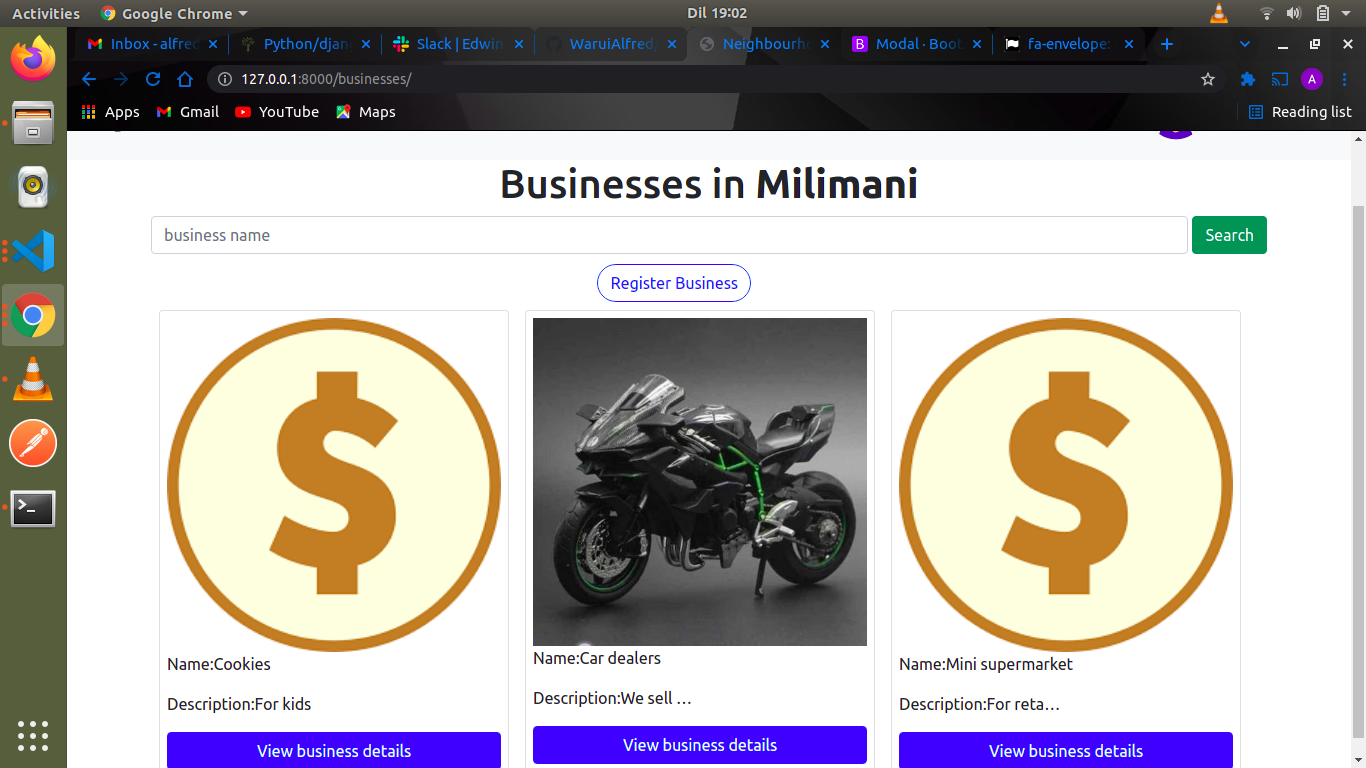 Activities Google Chrome Dil 19:02
Inbox - alfre Python/djan Slack | Edwin WaruiAlfred Neighbourh Modal · Boot fa-envelope:
127.0.0.1:8000/businesses/ A
Apps Gmail YouTube Maps Reading list
Businesses in Milimani
business name Search
Register Business
Name:Cookies
Description:For kids
View business details
Name:Car dealers
Description:We sell …
View business details
Name:Mini supermarket
Description:For reta…
View business details